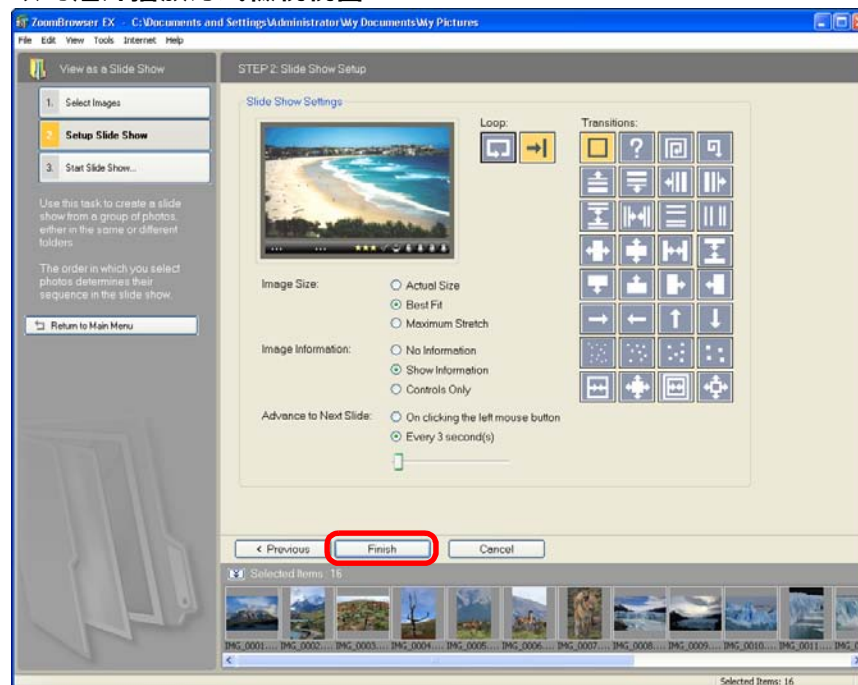 ZoomBrowser EX - C:\Documents and Settings\Administrator\My Documents\My Pictures
File Edit View Tools Internet Help
View as a Slide Show
STEP 2: Slide Show Setup
1. Select Images
2. Setup Slide Show
3. Start Slide Show...
Use this task to create a slide
show from a group of photos,
either in the same or different
folders
The order in which you select
photos determines their
sequence in the slide show.
Return to Main Menu
Slide Show Settings
Loop:
Transitions:
Image Size:
Actual Size
Best Fit
Maximum Stretch
Image Information:
No Information
Show Information
Controls Only
Advance to Next Slide:
On clicking the left mouse button
Every 3 second(s)
< Previous Finish Cancel
Selected Items: 16
IMG_0001.... IMG_0002.... IMG_0003.... IMG_0004.... IMG_0005.... IMG_0006.... IMG_0007.... IMG_0008.... IMG_0009.... IMG_0010.... IMG_0011....
Selected Items: 16